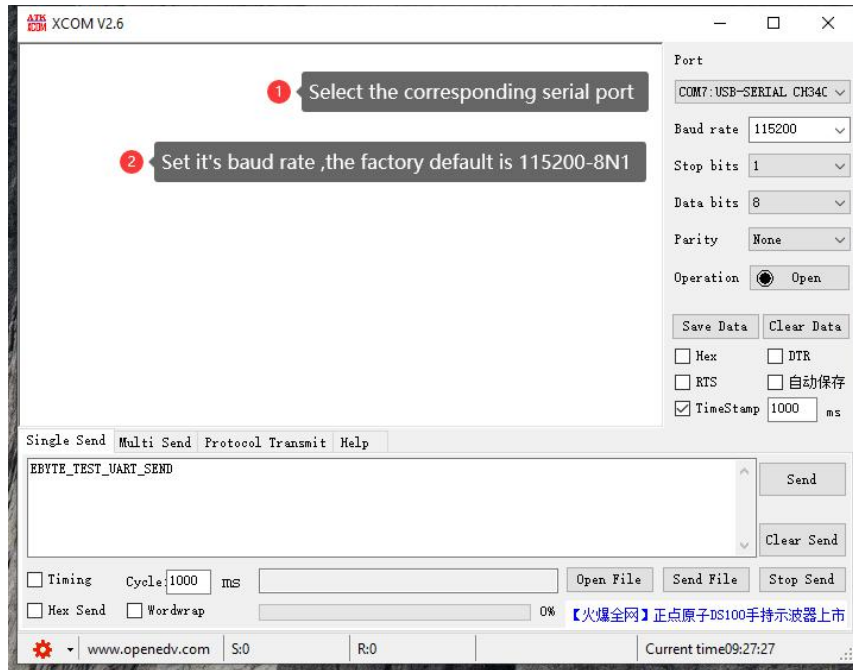 ATK XCOM XCOM V2.6
1 Select the corresponding serial port
2 Set it's baud rate ,the factory default is 115200-8N1
Port
COM7:USB-SERIAL CH340
Baud rate 115200
Stop bits 1
Data bits 8
Parity None
Operation Open
Save Data Clear Data
Hex DTR
RTS 自动保存
TimeStamp 1000 ms
Single Send Multi Send Protocol Transmit Help
EBYTE_TEST_UART_SEND
Send
Clear Send
Timing Cycle: 1000 ms Open File Send File Stop Send
Hex Send Wordwrap 0% 【火爆全网】正点原子DS100手持示波器上市
www.openedv.com S:0 R:0 Current time09:27:27